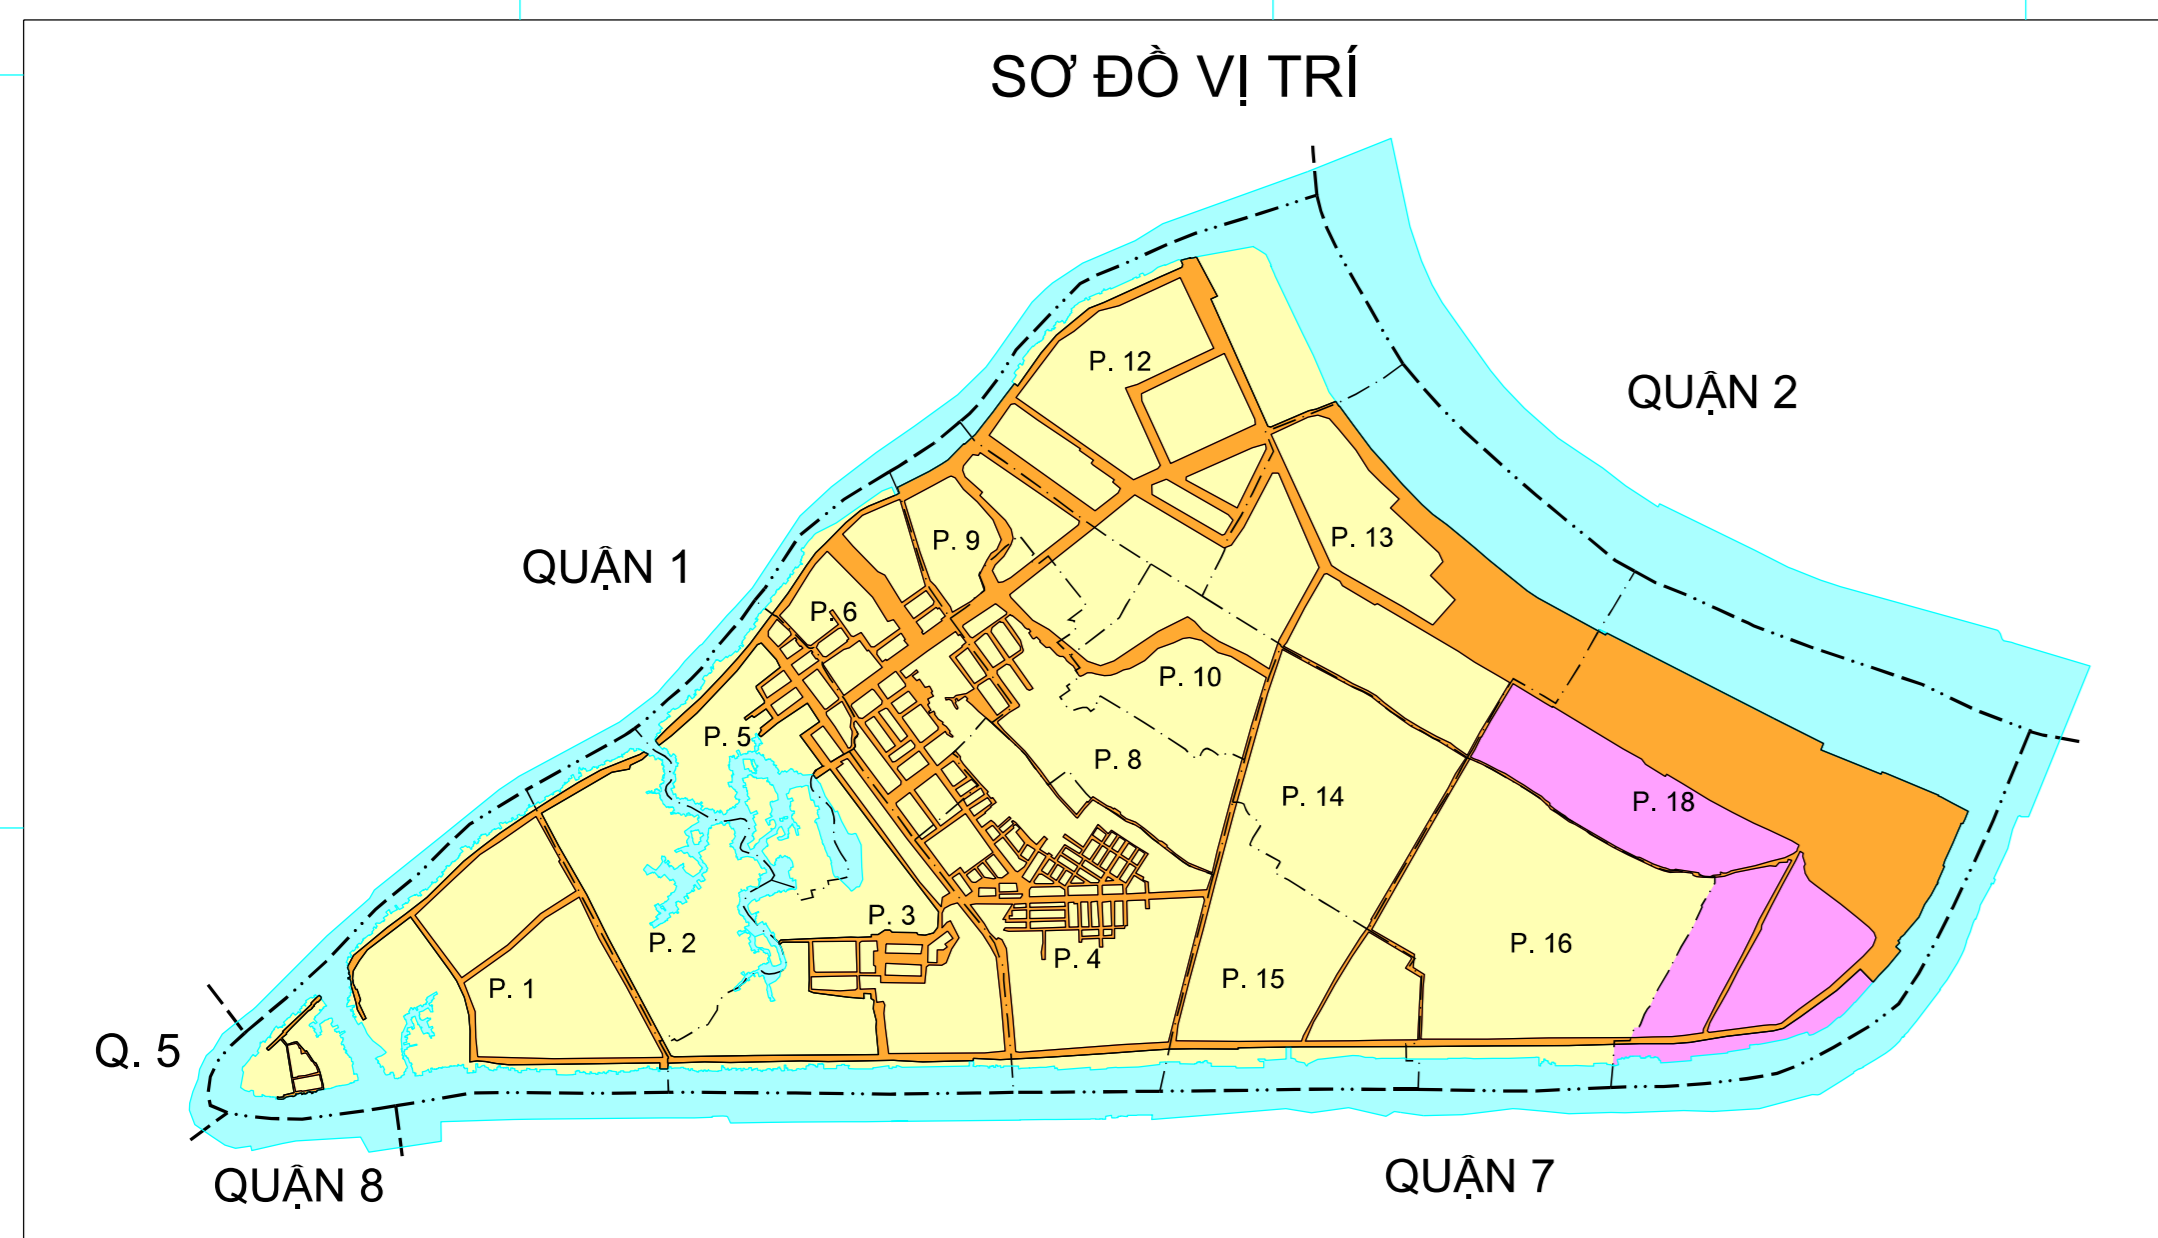 SƠ ĐỒ VỊ TRÍ
P. 12
QUẬN 2
P. 13
P. 9
QUẬN 1
P. 6
P. 10
P. 5
P. 8
P. 14
P. 18
P. 3
P. 2
P. 16
P. 4
P. 15
P. 1
Q. 5
QUẬN 8
QUẬN 7